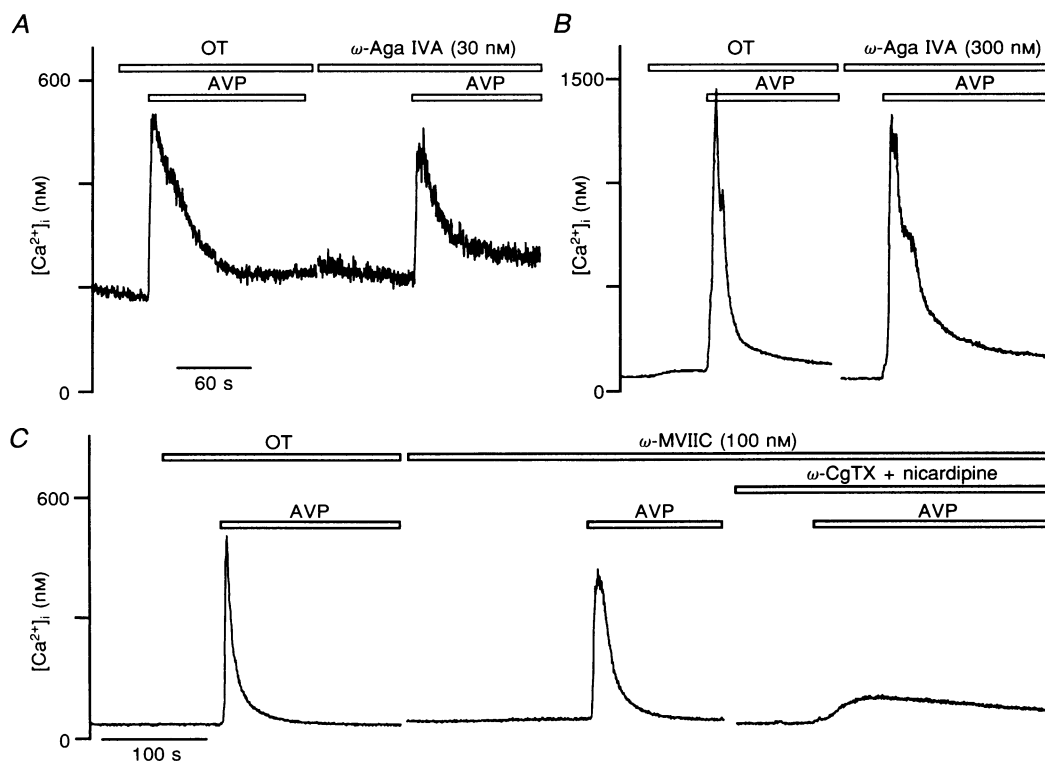 A
OT
ω-Aga IVA (30 nM)
600
AVP
AVP
[Ca²⁺]ᵢ (nM)
60 s
0
B
OT
ω-Aga IVA (300 nM)
1500
AVP
AVP
[Ca²⁺]ᵢ (nM)
0
C
OT
ω-MVIIC (100 nM)
ω-CgTX + nicardipine
600
AVP
AVP
AVP
[Ca²⁺]ᵢ (nM)
0
100 s